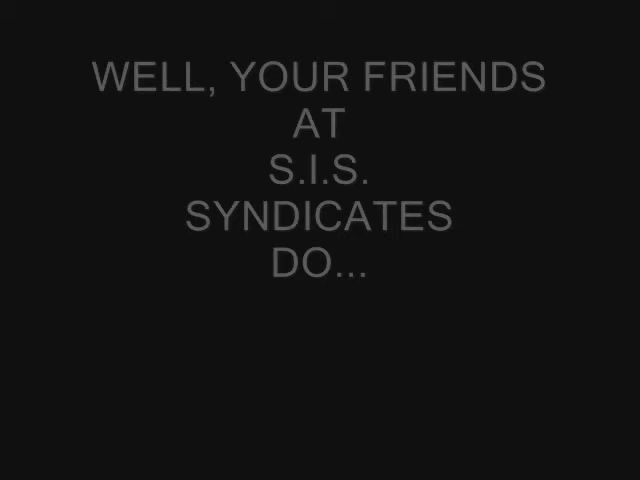 WELL, YOUR FRIENDS
AT
S.I.S.
SYNDICATES
DO...